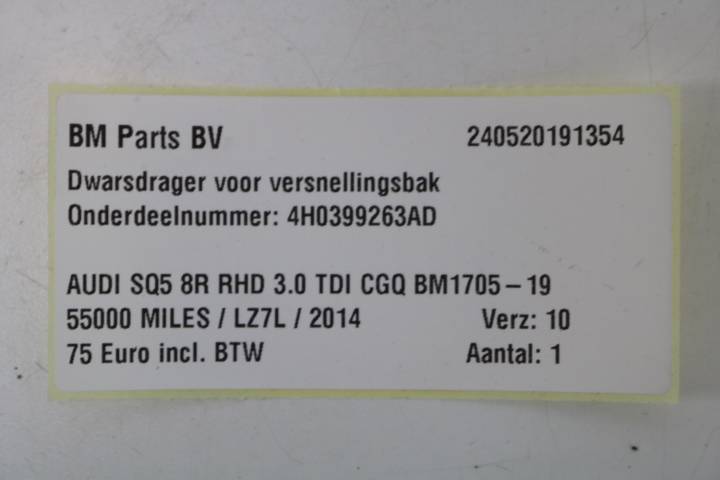 BM Parts BV 240520191354
Dwarsdrager voor versnellingsbak
Onderdeelnummer: 4H0399263AD
AUDI SQ5 8R RHD 3.0 TDI CGQ BM1705-19
55000 MILES / LZ7L / 2014 Verz: 10
75 Euro incl. BTW Aantal: 1